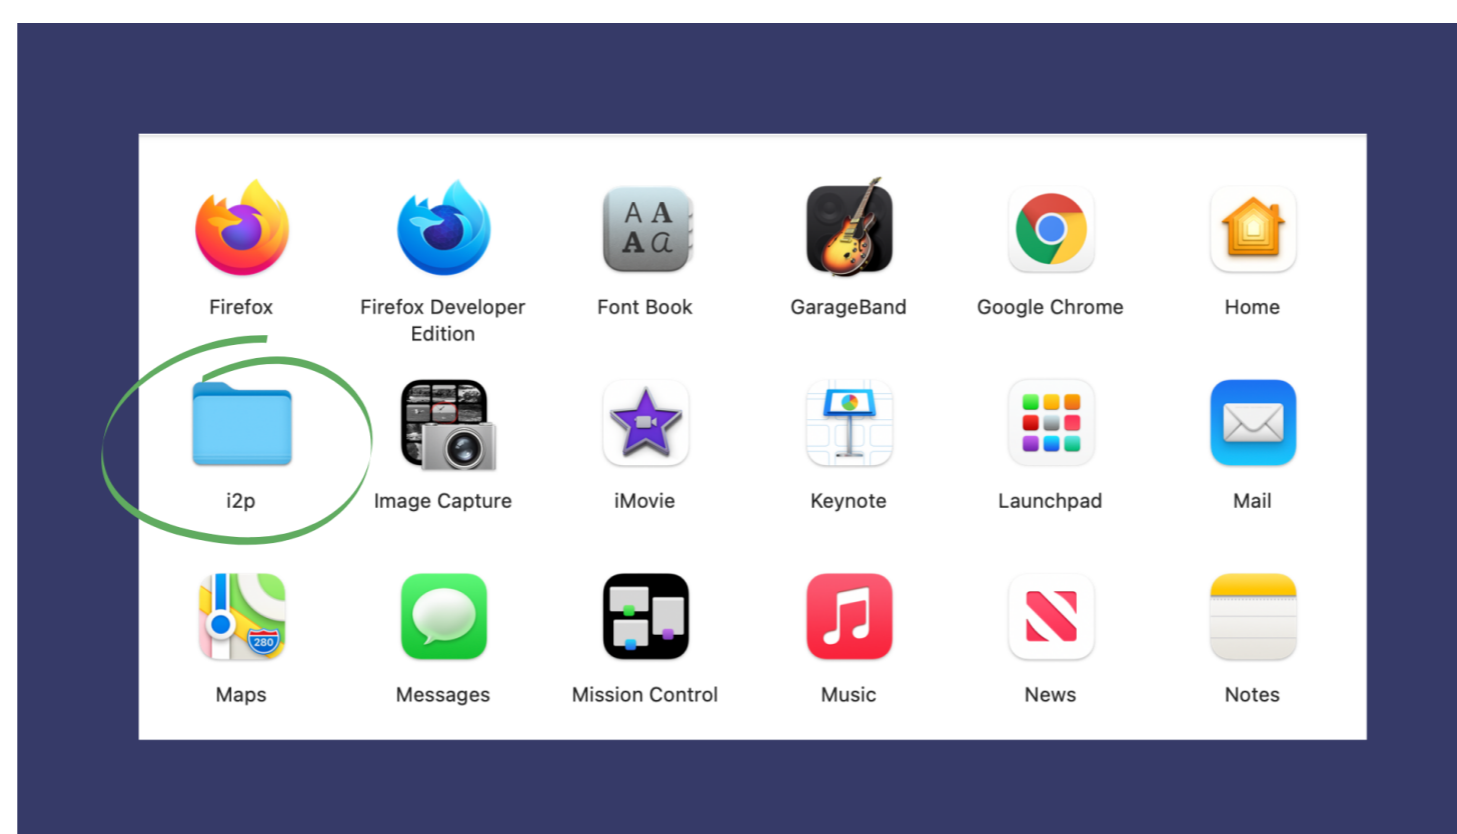 A A
A a
Firefox
Firefox Developer
Edition
Font Book
GarageBand
Google Chrome
Home
i2p
Image Capture
iMovie
Keynote
Launchpad
Mail
280
Maps
Messages
Mission Control
Music
News
Notes